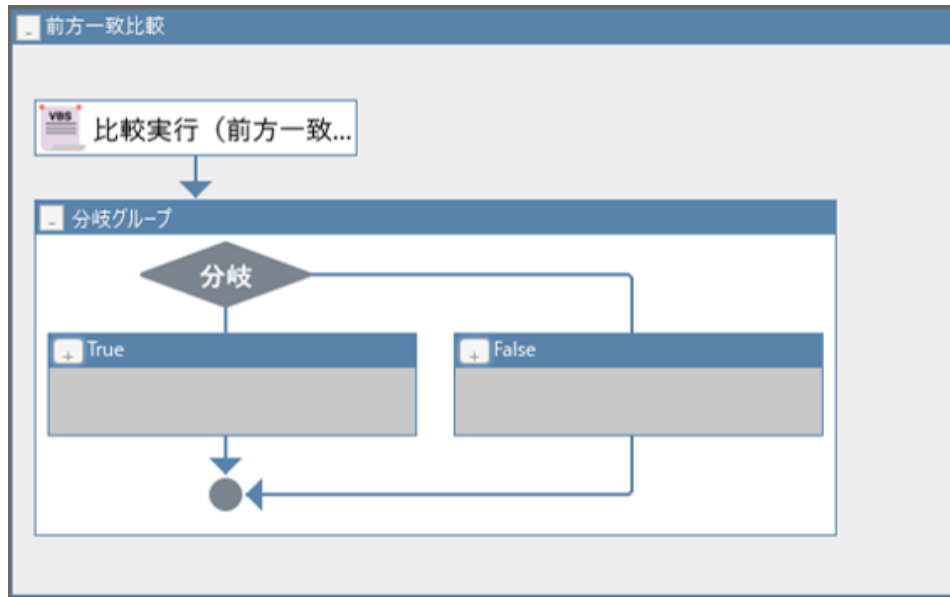 前方一致比較
VBS
比較実行（前方一致...
分岐グループ
分岐
True
False